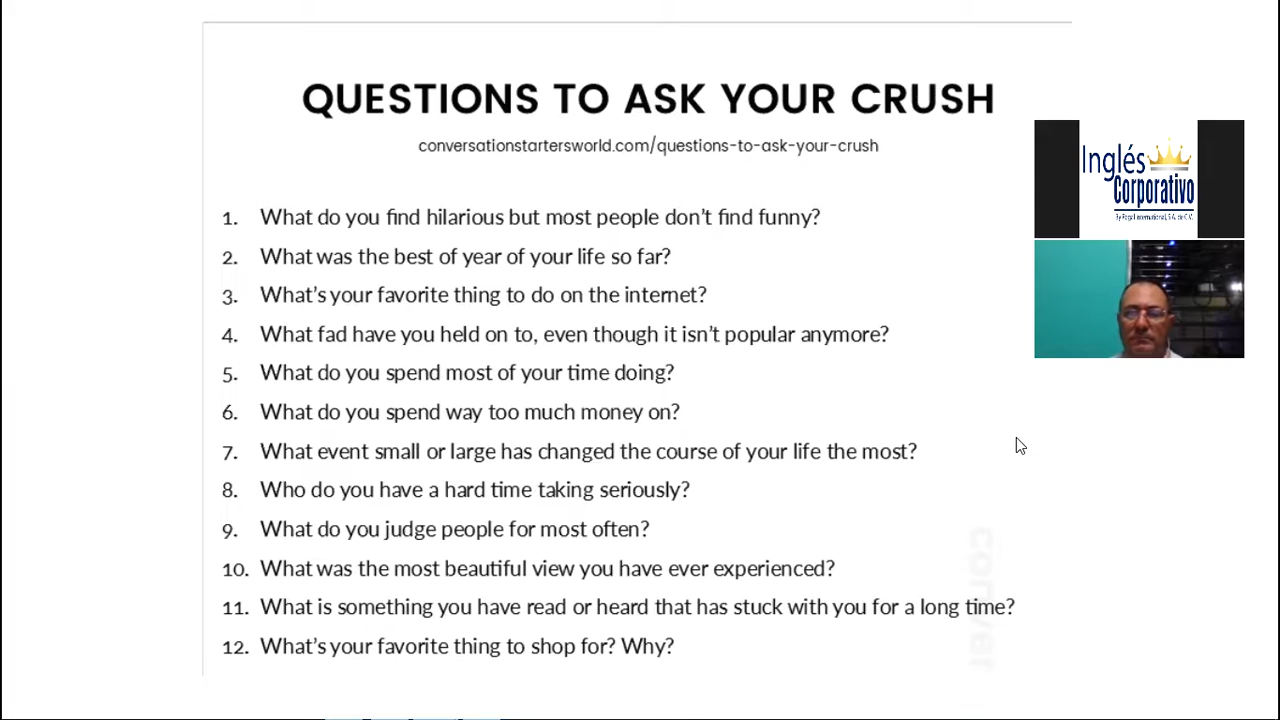 QUESTIONS TO ASK YOUR CRUSH
conversationstartersworld.com/questions-to-ask-your-crush
1. What do you find hilarious but most people don't find funny?
2. What was the best of year of your life so far?
3. What's your favorite thing to do on the internet?
4. What fad have you held on to, even though it isn't popular anymore?
5. What do you spend most of your time doing?
6. What do you spend way too much money on?
7. What event small or large has changed the course of your life the most?
8. Who do you have a hard time taking seriously?
9. What do you judge people for most often?
10. What was the most beautiful view you have ever experienced?
11. What is something you have read or heard that has stuck with you for a long time?
12. What's your favorite thing to shop for? Why?
Inglés
Corporativo
By Regal International, S.A. de C.V.